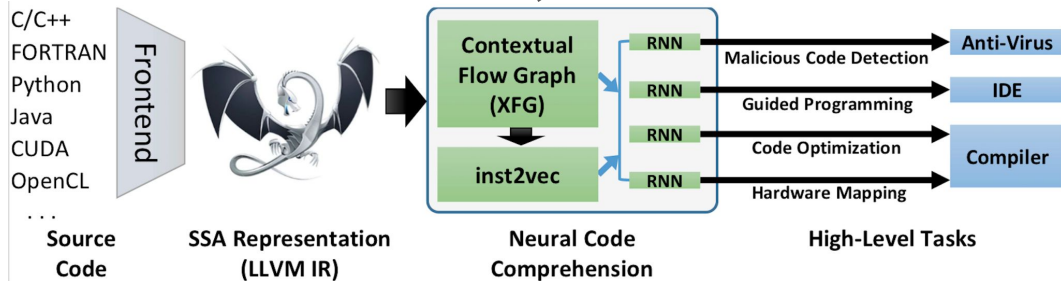 C/C++
FORTRAN
Python
Java
CUDA
OpenCL
. . .
Frontend
Contextual
Flow Graph
(XFG)
inst2vec
RNN
RNN
RNN
RNN
Malicious Code Detection
Guided Programming
Code Optimization
Hardware Mapping
Anti-Virus
IDE
Compiler
Source
Code
SSA Representation
(LLVM IR)
Neural Code
Comprehension
High-Level Tasks